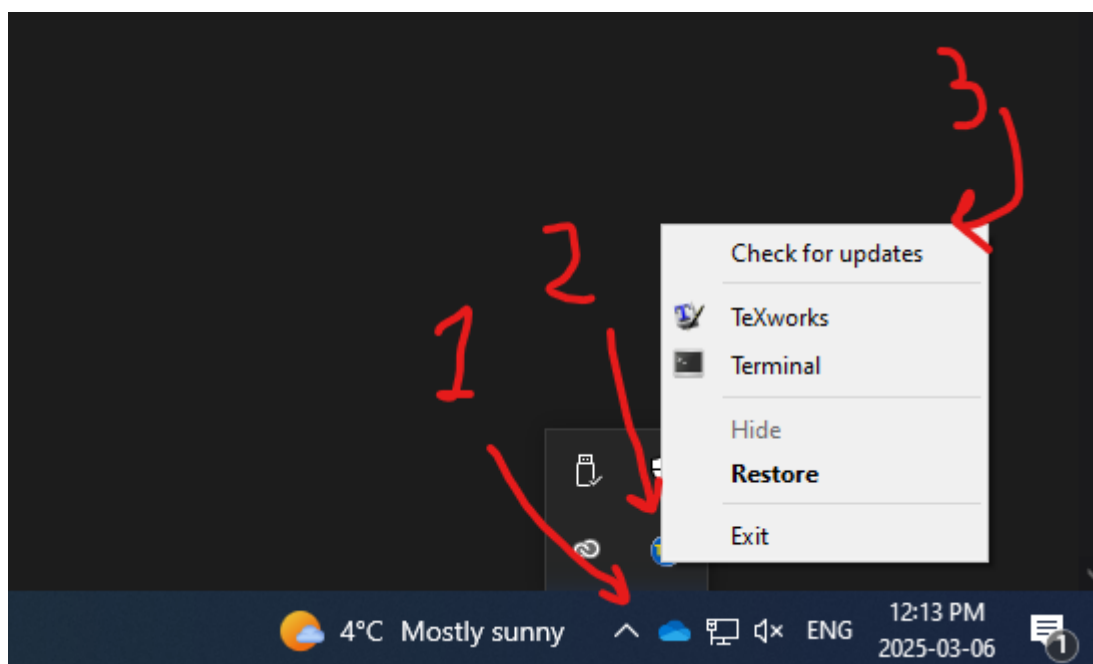 3
2
1
Check for updates
TeXworks
Terminal
Hide
Restore
Exit
4°C Mostly sunny
ENG
12:13 PM
2025-03-06
1